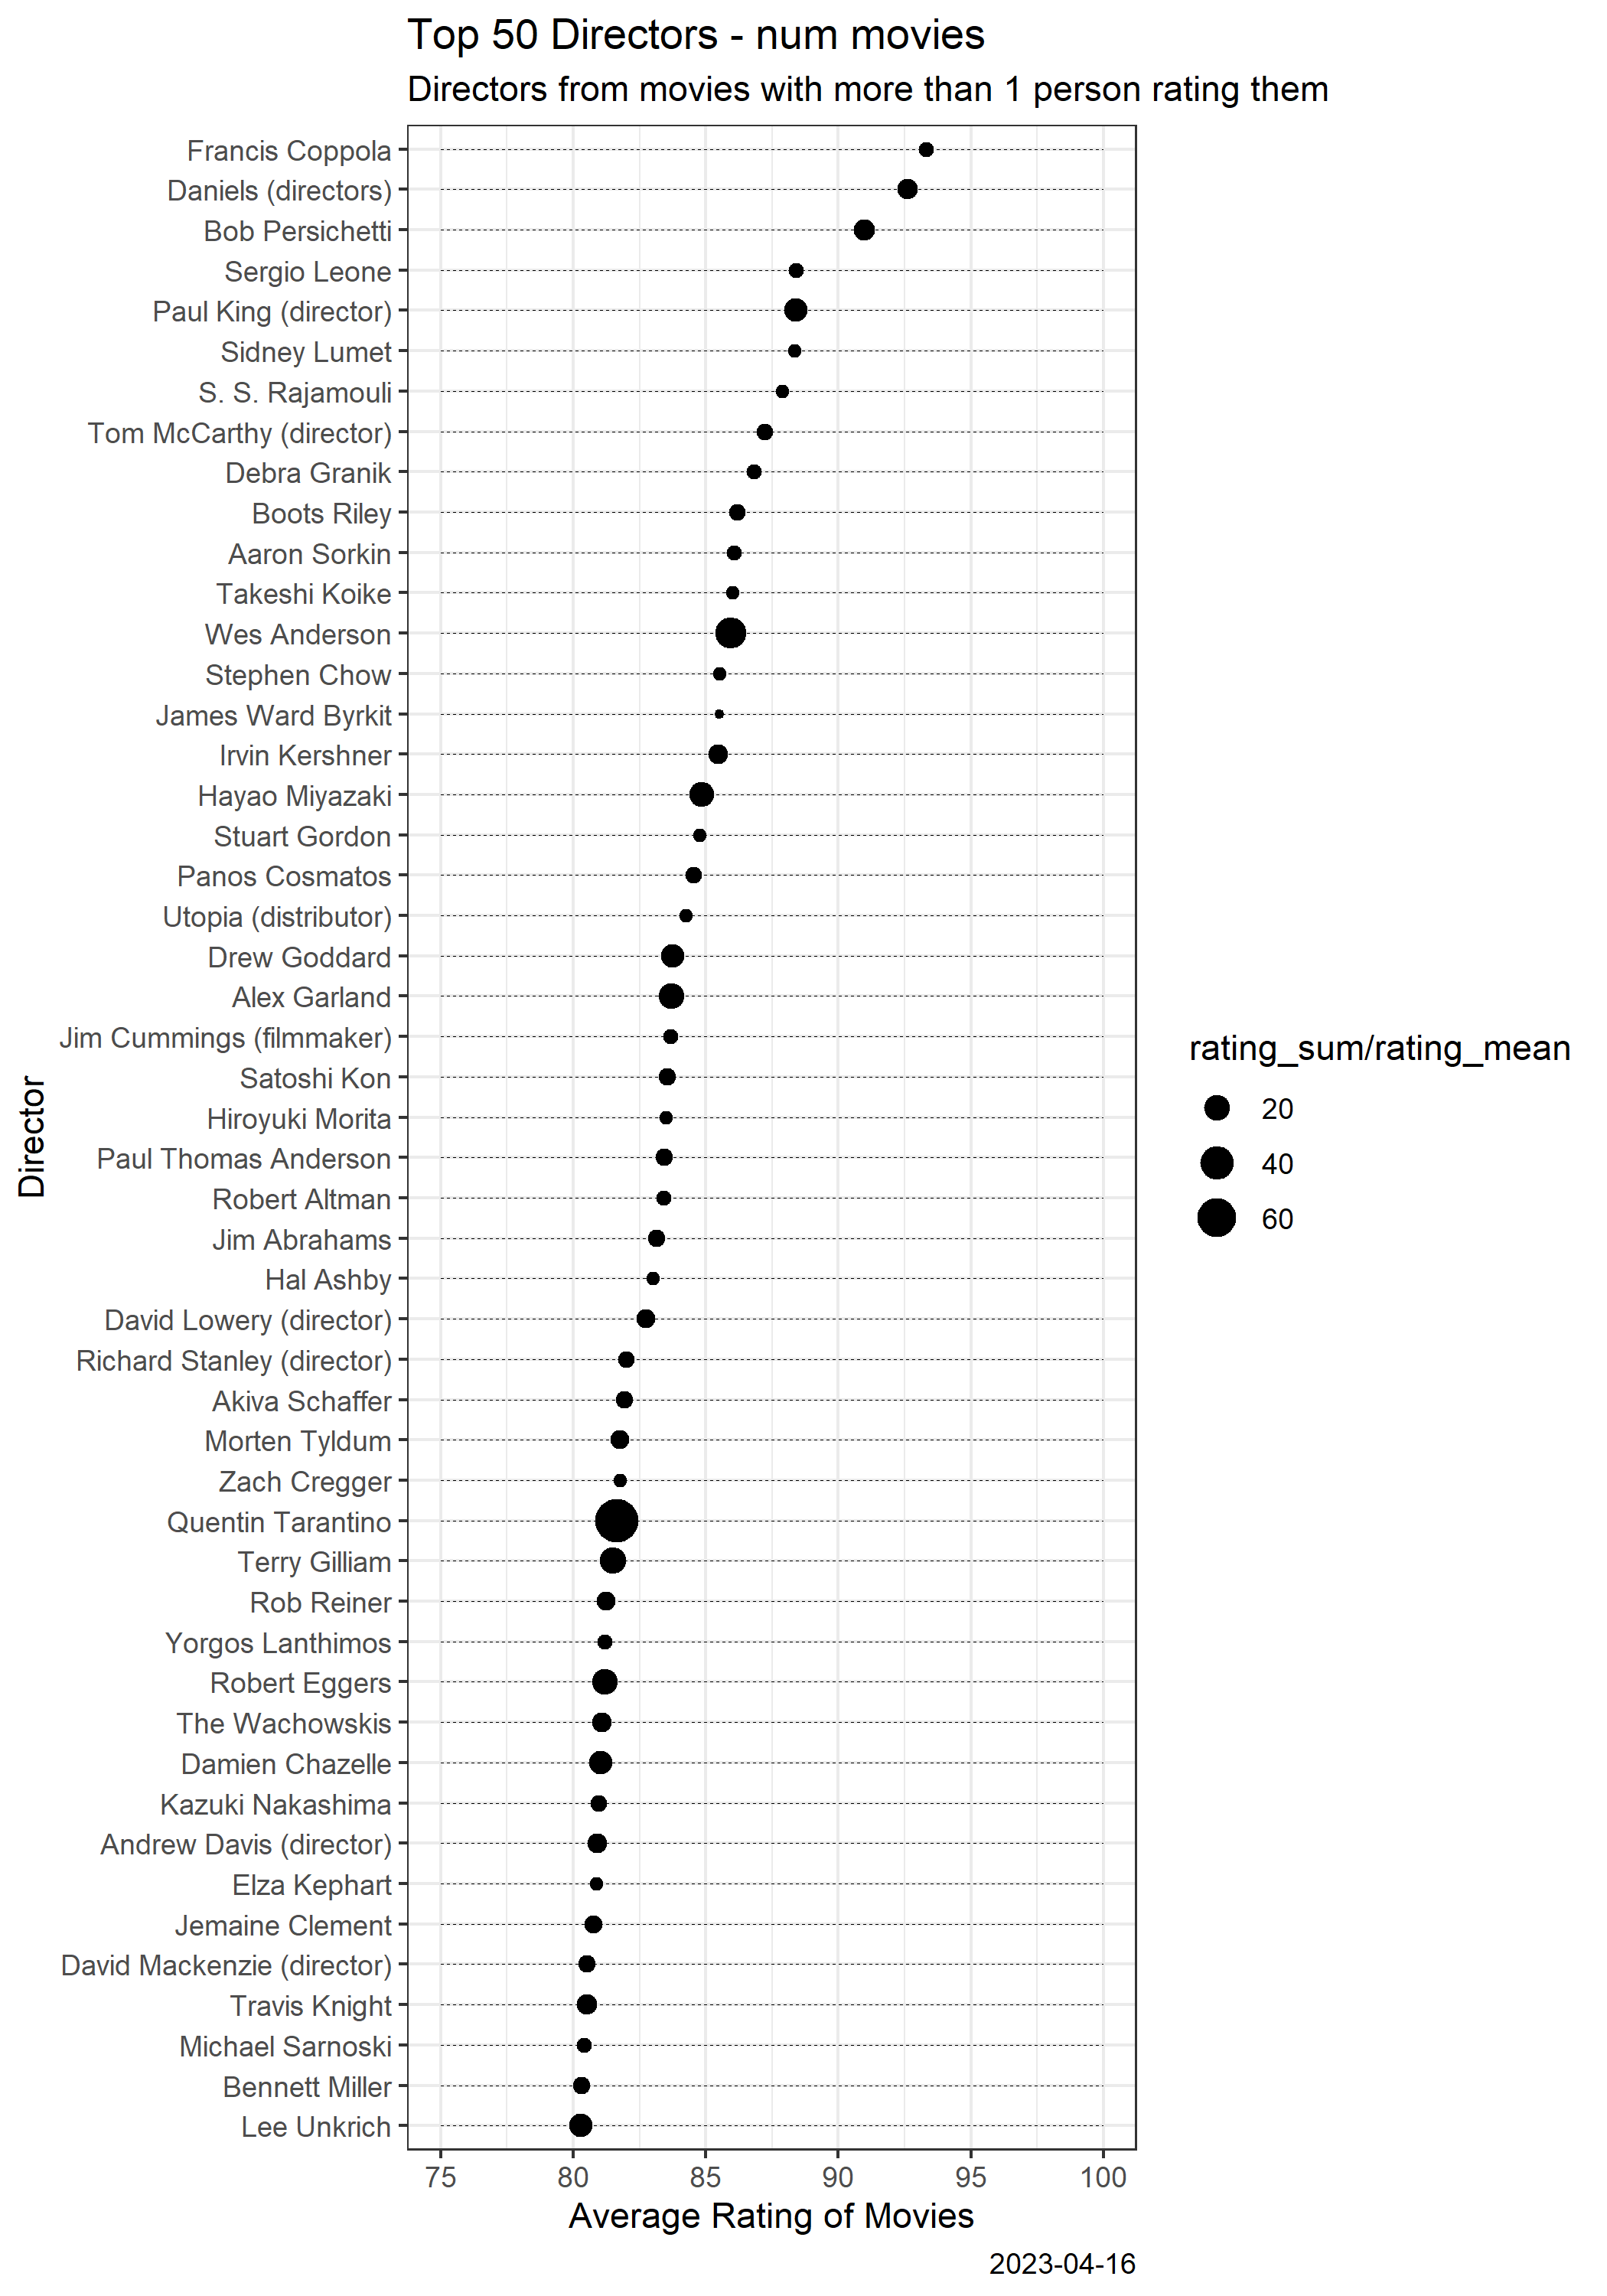 Top 50 Directors - num movies
Directors from movies with more than 1 person rating them
Francis Coppola
Daniels (directors)
Bob Persichetti
Sergio Leone
Paul King (director)
Sidney Lumet
S. S. Rajamouli
Tom McCarthy (director)
Debra Granik
Boots Riley
Aaron Sorkin
Takeshi Koike
Wes Anderson
Stephen Chow
James Ward Byrkit
Irvin Kershner
Hayao Miyazaki
Stuart Gordon
Panos Cosmatos
Utopia (distributor)
Drew Goddard
Alex Garland
Jim Cummings (filmmaker)
Satoshi Kon
Hiroyuki Morita
Paul Thomas Anderson
Robert Altman
Jim Abrahams
Hal Ashby
David Lowery (director)
Richard Stanley (director)
Akiva Schaffer
Morten Tyldum
Zach Cregger
Quentin Tarantino
Terry Gilliam
Rob Reiner
Yorgos Lanthimos
Robert Eggers
The Wachowskis
Damien Chazelle
Kazuki Nakashima
Andrew Davis (director)
Elza Kephart
Jemaine Clement
David Mackenzie (director)
Travis Knight
Michael Sarnoski
Bennett Miller
Lee Unkrich
Director
75 80 85 90 95 100
Average Rating of Movies
2023-04-16
rating_sum/rating_mean
20
40
60